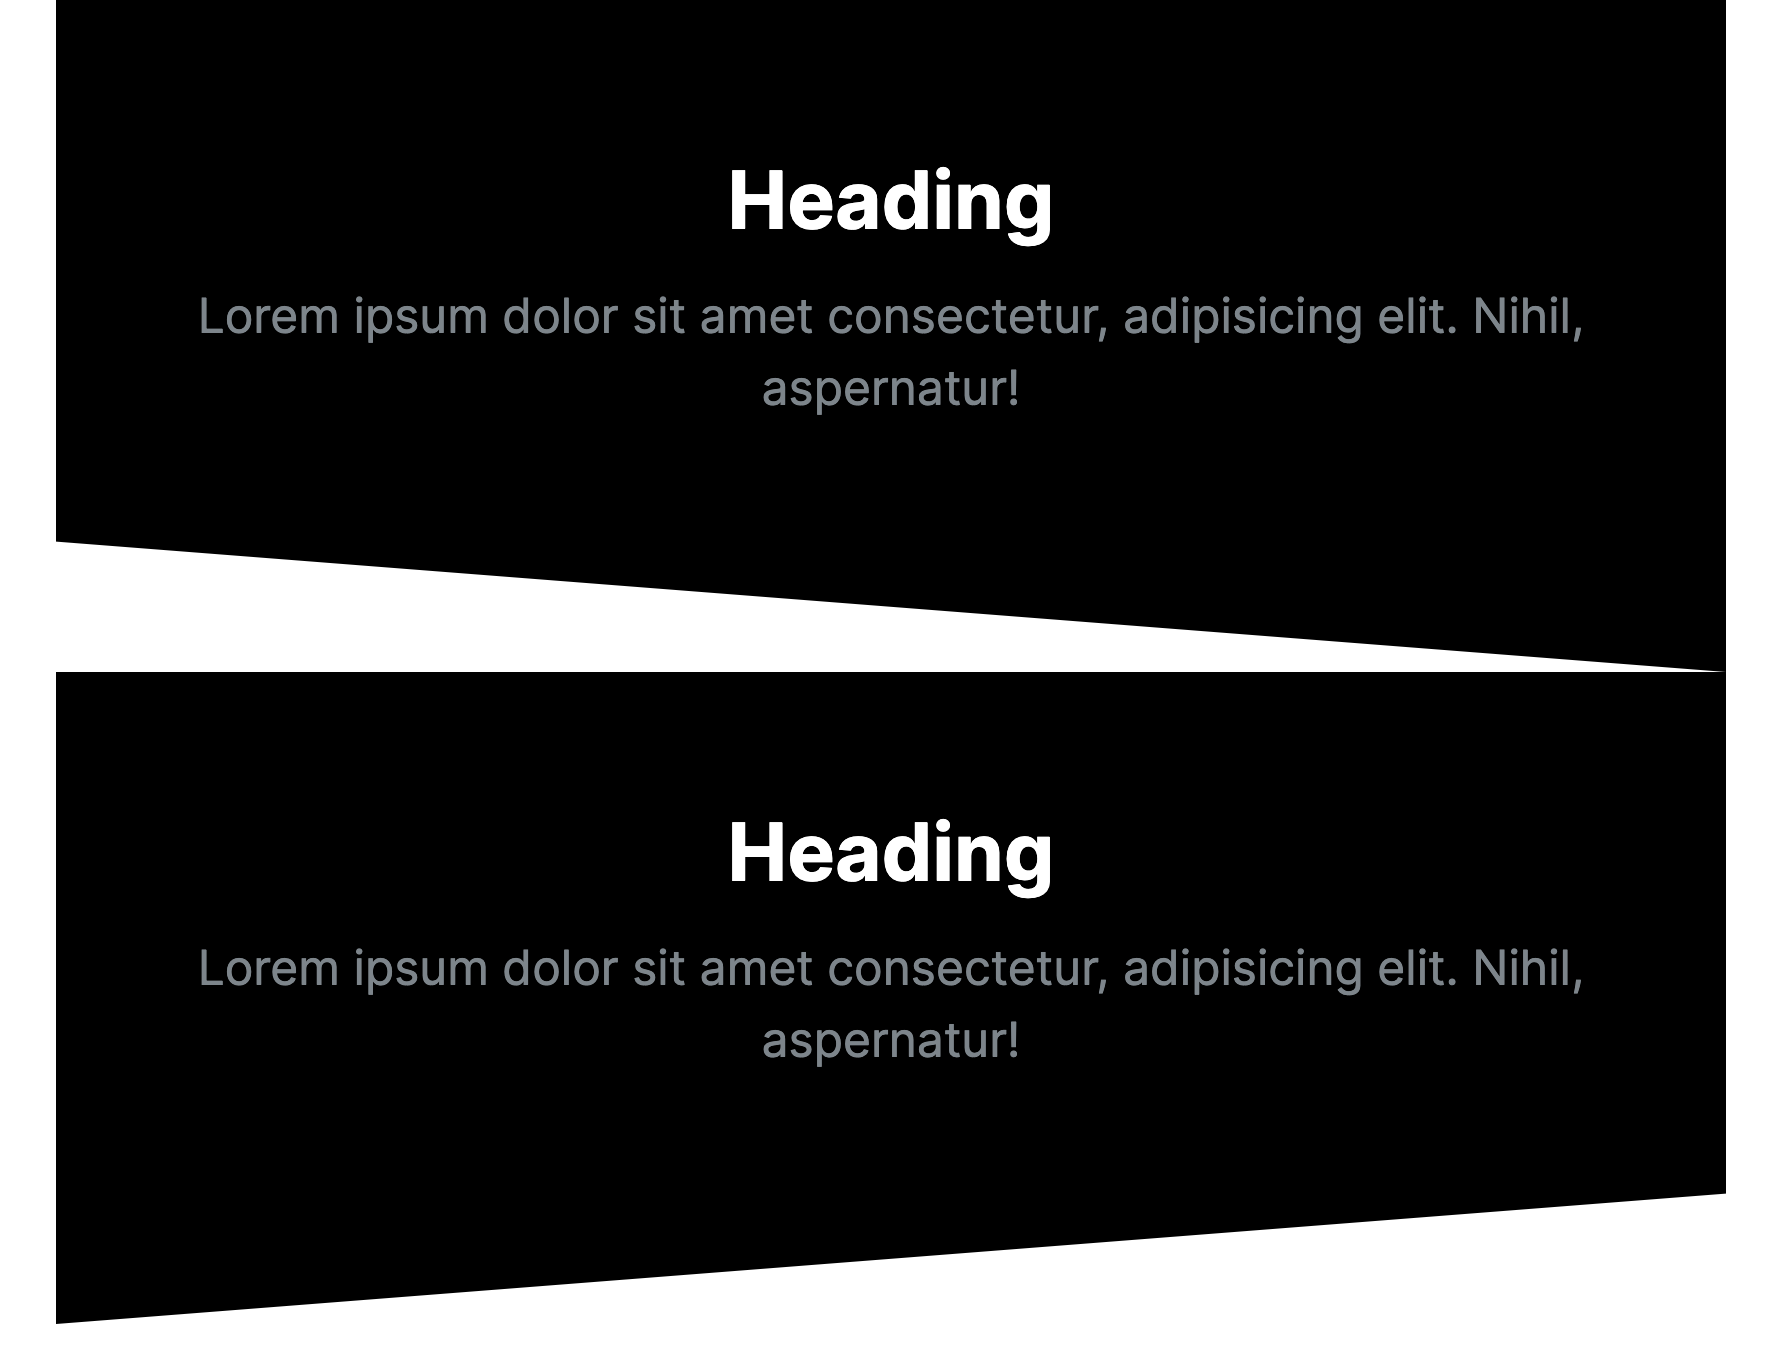 Heading
Lorem ipsum dolor sit amet consectetur, adipisicing elit. Nihil,
aspernatur!
Heading
Lorem ipsum dolor sit amet consectetur, adipisicing elit. Nihil,
aspernatur!